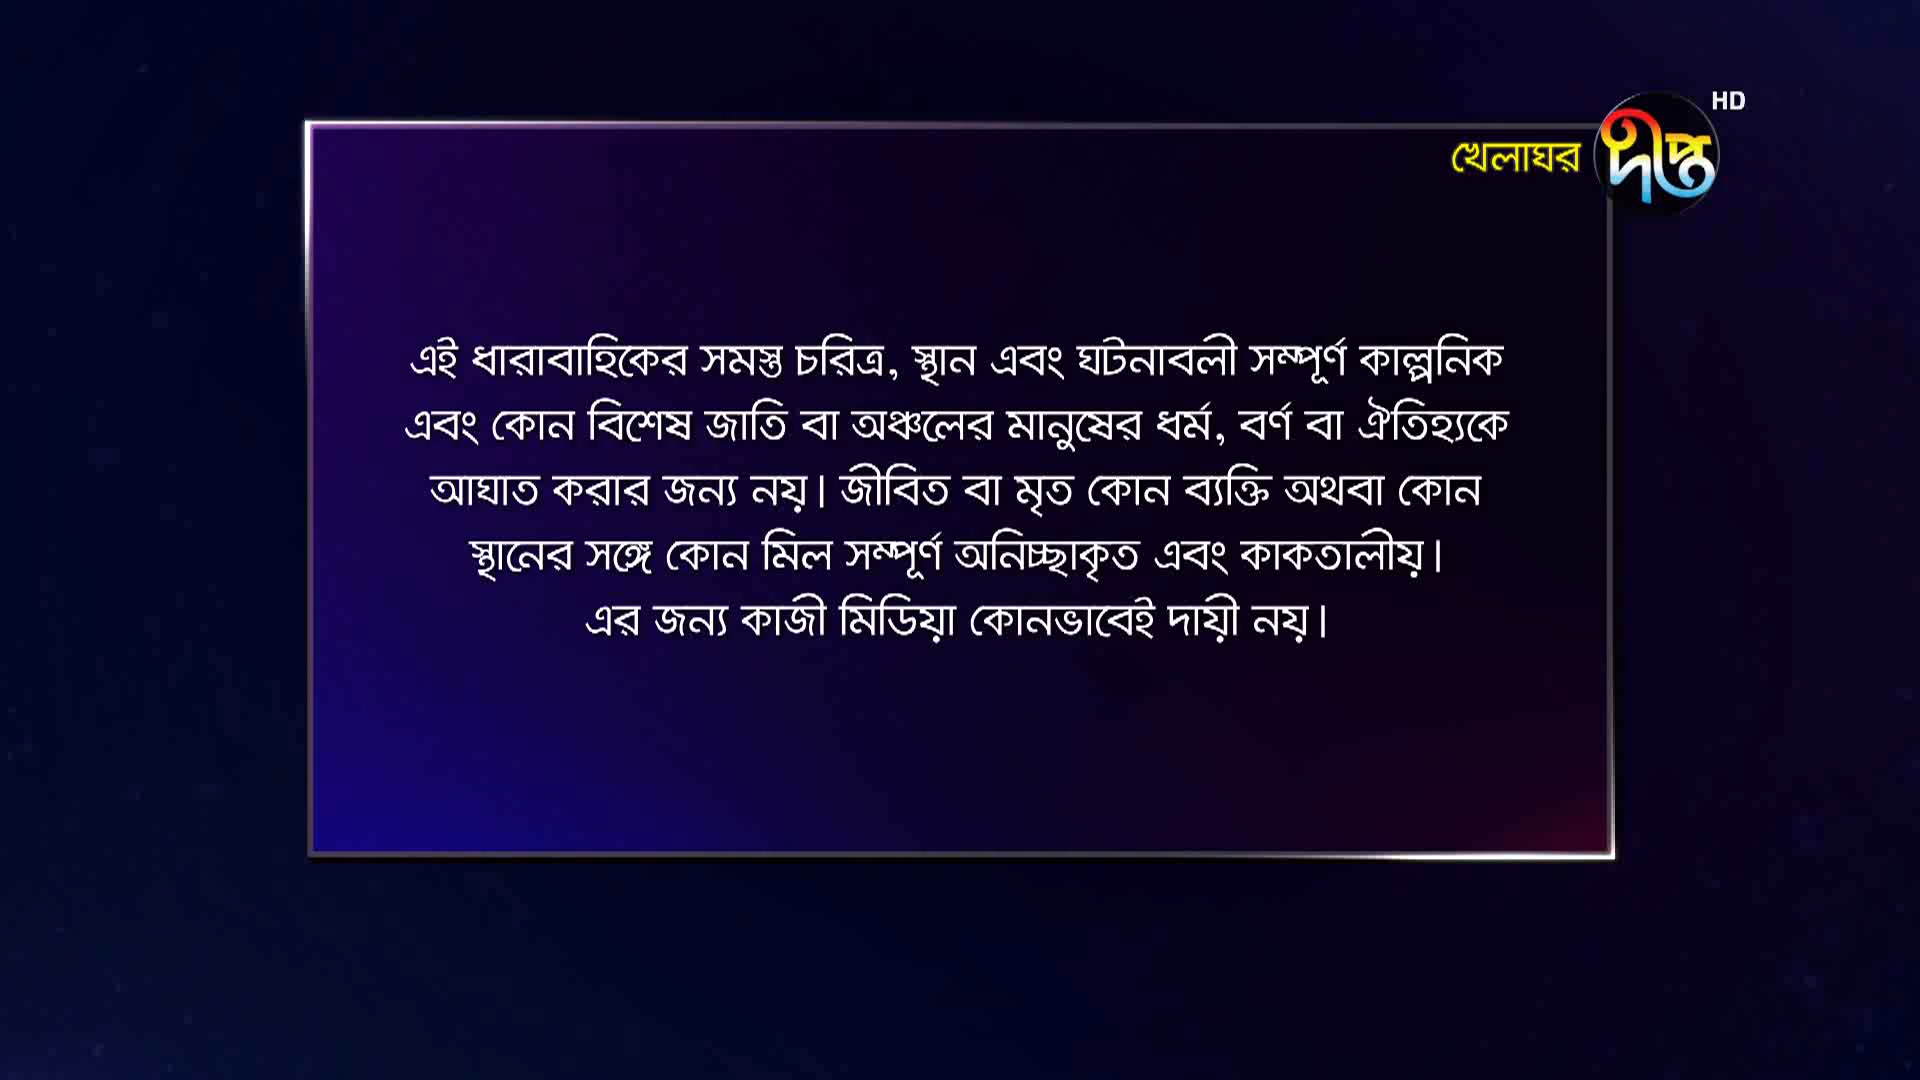 HD
খেলাঘর দীপ্ত
এই ধারাবাহিকের সমস্ত চরিত্র, স্থান এবং ঘটনাবলী সম্পূর্ণ কাল্পনিক
এবং কোন বিশেষ জাতি বা অঞ্চলের মানুষের ধর্ম, বর্ণ বা ঐতিহ্যকে
আঘাত করার জন্য নয়। জীবিত বা মৃত কোন ব্যক্তি অথবা কোন
স্থানের সঙ্গে কোন মিল সম্পূর্ণ অনিচ্ছাকৃত এবং কাকতালীয়।
এর জন্য কাজী মিডিয়া কোনভাবেই দায়ী নয়।